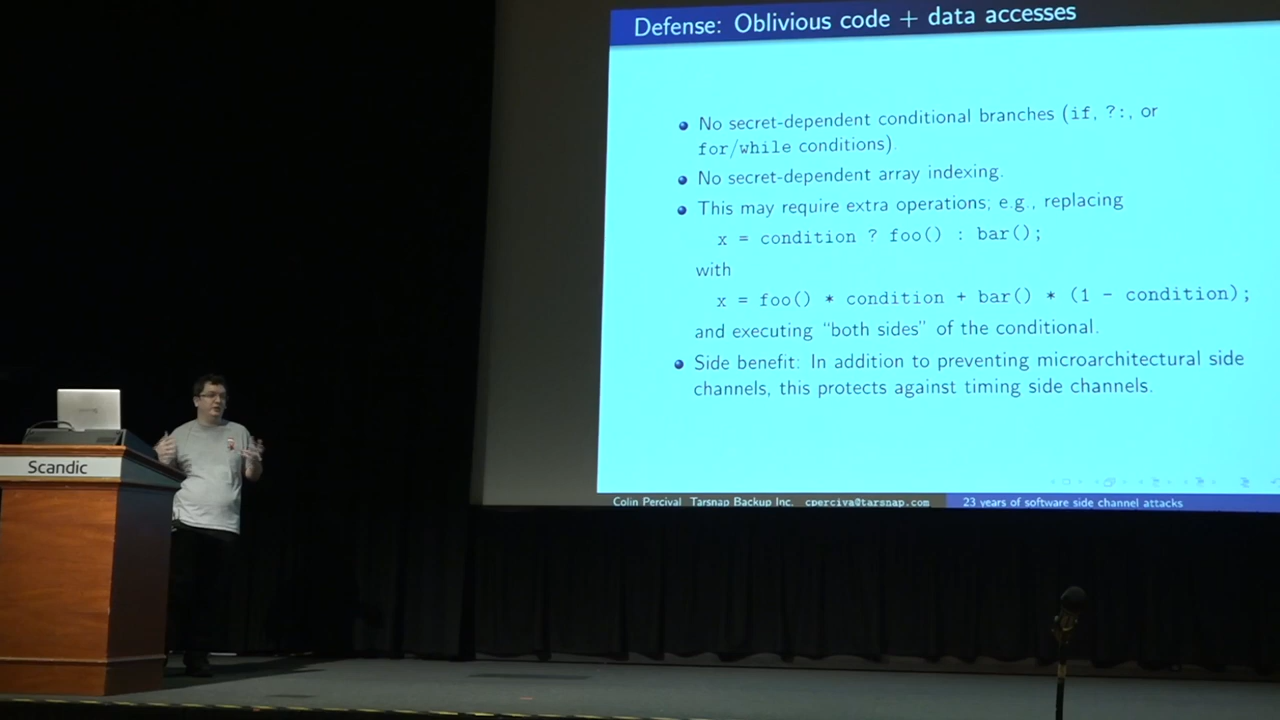 Defense: Oblivious code + data accesses
No secret-dependent conditional branches (if, ?:, or
for/while conditions).
No secret-dependent array indexing.
This may require extra operations; e.g., replacing
x = condition ? foo() : bar();
with
x = foo() * condition + bar() * (1 - condition);
and executing “both sides” of the conditional.
Side benefit: In addition to preventing microarchitectural side
channels, this protects against timing side channels.
Colin Percival Tarsnap Backup Inc. cperciva@tarsnap.com
23 years of software side channel attacks
Scandic